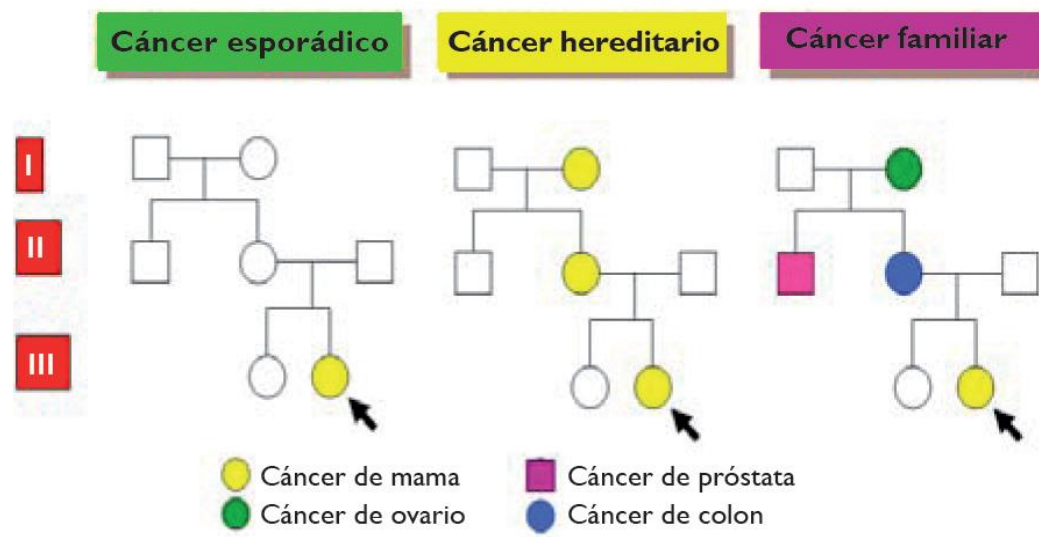 Cáncer esporádico
Cáncer hereditario
Cáncer familiar
I
II
III
Cáncer de mama
Cáncer de próstata
Cáncer de ovario
Cáncer de colon